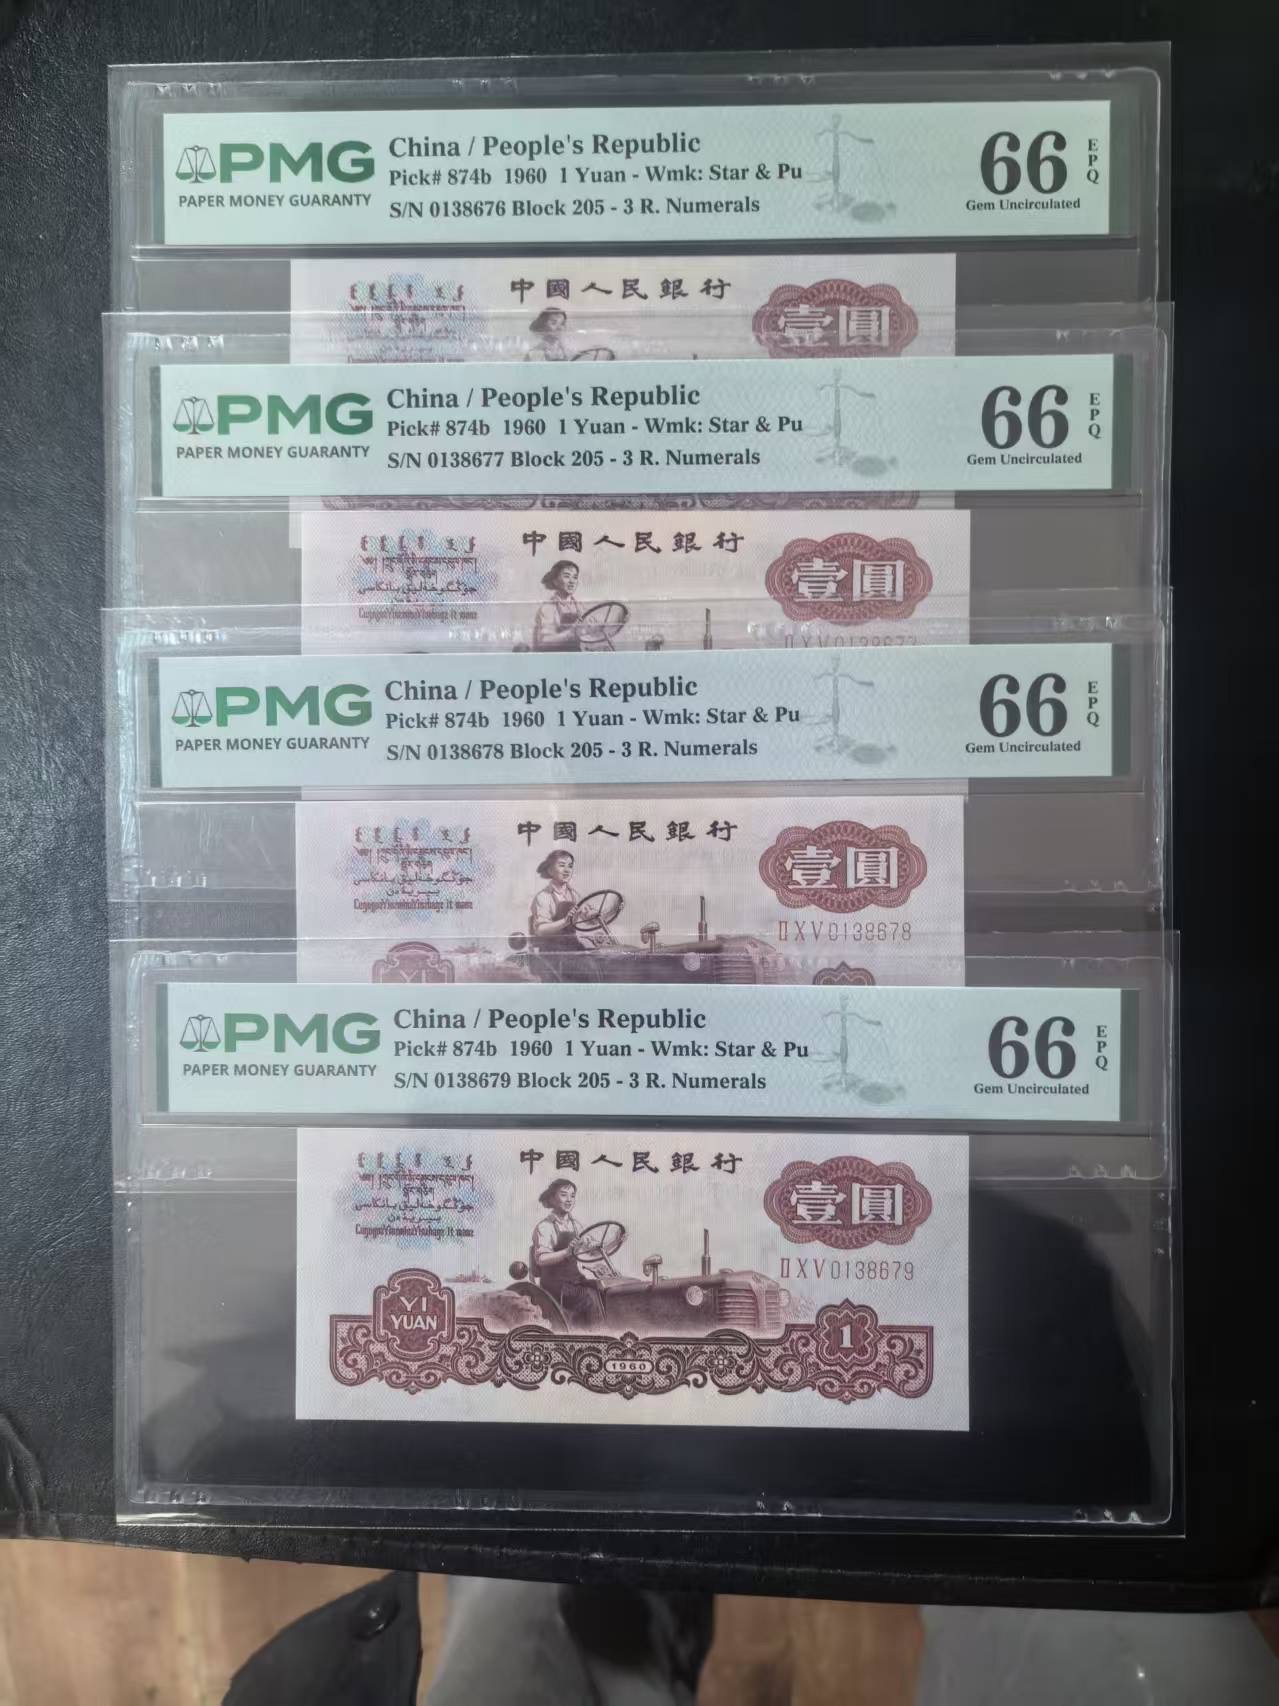 PMG
PAPER MONEY GUARANTY
China / People's Republic
Pick# 874b 1960 1 Yuan - Wmk: Star & Pu
S/N 0138676 Block 205 - 3 R. Numerals
66
EPQ
Gem Uncirculated
中國人民銀行
壹圓
PMG
PAPER MONEY GUARANTY
China / People's Republic
Pick# 874b 1960 1 Yuan - Wmk: Star & Pu
S/N 0138677 Block 205 - 3 R. Numerals
66
EPQ
Gem Uncirculated
中國人民銀行
壹圓
PMG
PAPER MONEY GUARANTY
China / People's Republic
Pick# 874b 1960 1 Yuan - Wmk: Star & Pu
S/N 0138678 Block 205 - 3 R. Numerals
66
EPQ
Gem Uncirculated
中國人民銀行
壹圓
ⅡⅩⅤ0138678
YI
PMG
PAPER MONEY GUARANTY
China / People's Republic
Pick# 874b 1960 1 Yuan - Wmk: Star & Pu
S/N 0138679 Block 205 - 3 R. Numerals
66
EPQ
Gem Uncirculated
中國人民銀行
壹圓
ⅡⅩⅤ0138679
YI
YUAN
1
1960